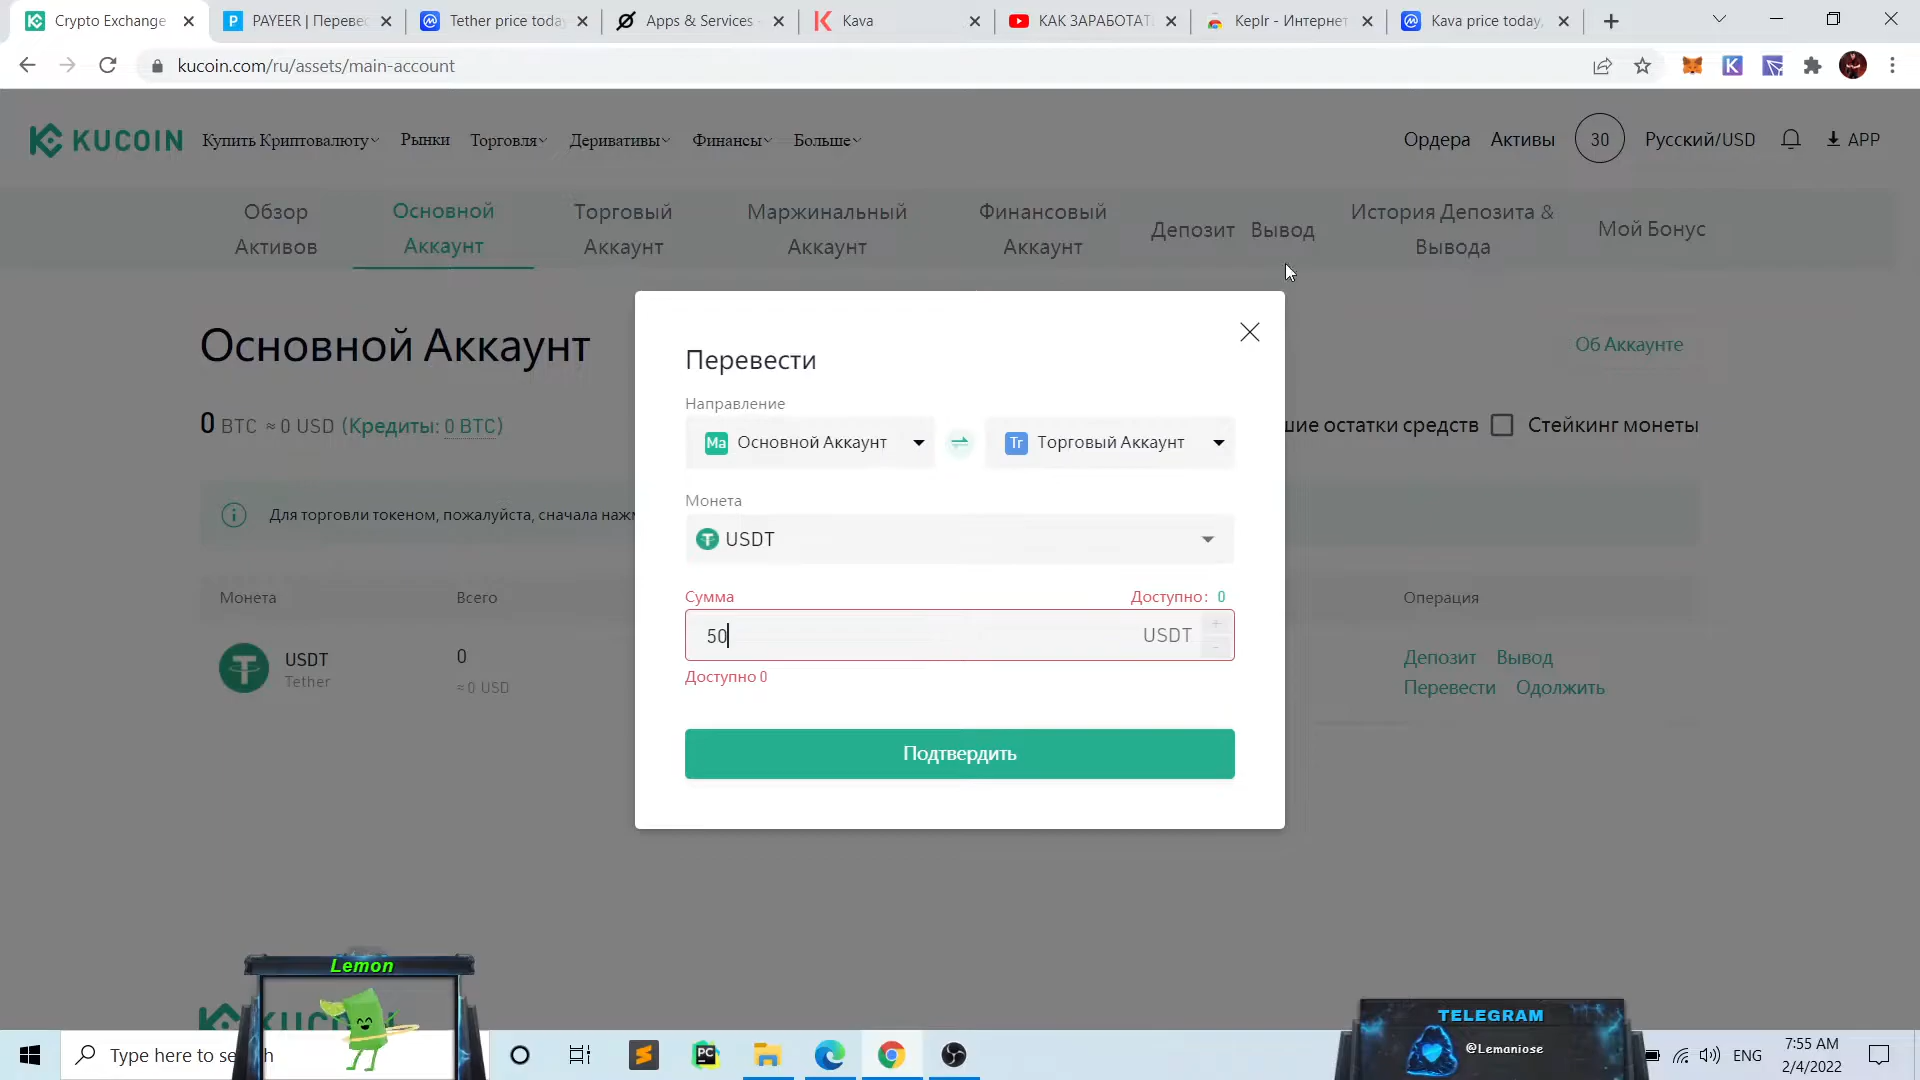 Crypto Exchange
PAYEER | Перевес
Tether price today
Apps & Services
Kava
КАК ЗАРАБОТАТ
Keplr - Интернет
Kava price today,
kucoin.com/ru/assets/main-account
KUCOIN
Купить Криптовалюту
Рынки
Торговля
Деривативы
Финансы
Больше
Ордера
Активы
30
Русский/USD
APP
Обзор Активов
Основной Аккаунт
Торговый Аккаунт
Маржинальный Аккаунт
Финансовый Аккаунт
Депозит
Вывод
История Депозита & Вывода
Мой Бонус
Основной Аккаунт
Об Аккаунте
0 BTC ≈ 0 USD (Кредиты: 0 BTC)
шие остатки средств
Стейкинг монеты
Для торговли токеном, пожалуйста, сначала наж
Монета
Всего
Операция
USDT
Tether
0
≈ 0 USD
Депозит
Вывод
Перевести
Одолжить
Перевести
Направление
Ma Основной Аккаунт
Tr Торговый Аккаунт
Монета
USDT
Сумма
Доступно: 0
50
USDT
Доступно 0
Подтвердить
Lemon
KUCOIN
TELEGRAM
@Lemaniose
Type here to se h
PC
ENG
7:55 AM
2/4/2022